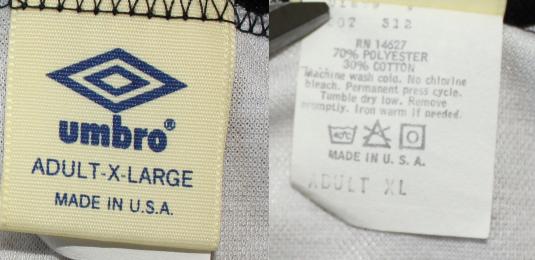 umbro®
ADULT-X-LARGE
MADE IN U.S.A.
512
RN 14627
70% POLYESTER
30% COTTON
Machine wash cold. No chlorine
bleach. Permanent press cycle.
Tumble dry low. Remove
promptly. Iron warm if needed.
MADE IN U.S.A.
ADULT XL